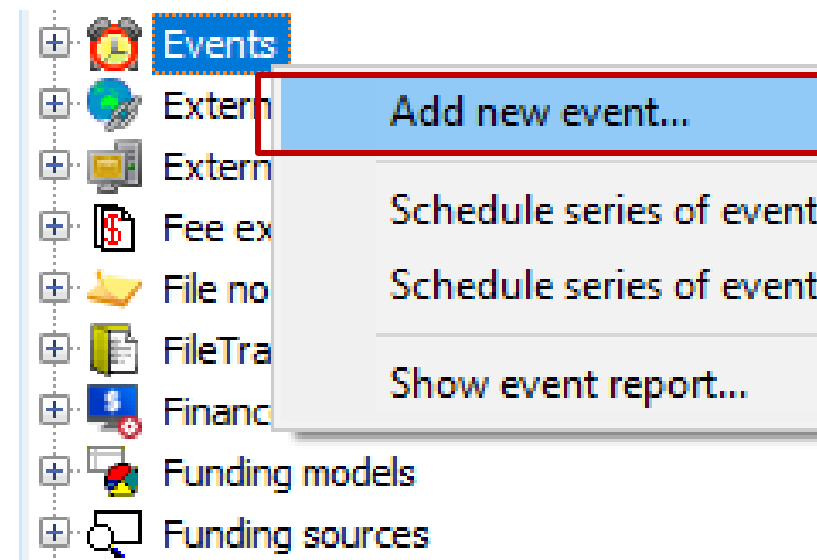 Events
Extern
Add new event...
Extern
Fee ex
Schedule series of event
File no
Schedule series of event
FileTra
Show event report...
Financ
Funding models
Funding sources